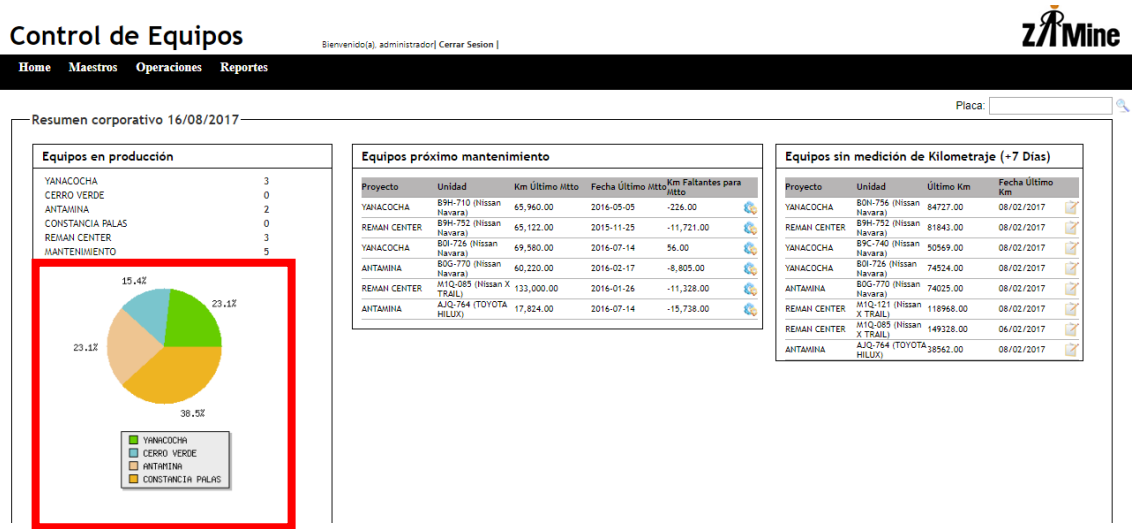 Control de Equipos
Bienvenido(a), administrador| Cerrar Sesion |
ZAMine
Home Maestros Operaciones Reportes
Placa:
Resumen corporativo 16/08/2017
Equipos en producción
YANACOCHA 3
CERRO VERDE 0
ANTAMINA 2
CONSTANCIA PALAS 0
REMAN CENTER 3
MANTENIMIENTO 5
15.4%
23.1%
23.1%
38.5%
YANACOCHA
CERRO VERDE
ANTAMINA
CONSTANCIA PALAS
Equipos próximo mantenimiento
Proyecto Unidad Km Último Mtto Fecha Último Mtto Km Faltantes para
Mtto
YANACOCHA B9H-710 (Nissan 65,960.00 2016-05-05 -226.00
Navara)
REMAN CENTER B9H-752 (Nissan 65,122.00 2015-11-25 -11,721.00
Navara)
YANACOCHA B0I-726 (Nissan 69,580.00 2016-07-14 56.00
Navara)
ANTAMINA B0G-770 (Nissan 60,220.00 2016-02-17 -8,805.00
Navara)
REMAN CENTER M1Q-085 (Nissan X 133,000.00 2016-01-26 -11,328.00
TRAIL)
ANTAMINA AJQ-764 (TOYOTA 17,824.00 2016-07-14 -15,738.00
HILUX)
Equipos sin medición de Kilometraje (+7 Días)
Proyecto Unidad Último Km Fecha Último
Km
YANACOCHA B0N-756 (Nissan 84727.00 08/02/2017
Navara)
REMAN CENTER B9H-752 (Nissan 81843.00 08/02/2017
Navara)
YANACOCHA B9C-740 (Nissan 50569.00 08/02/2017
Navara)
YANACOCHA B0I-726 (Nissan 74524.00 08/02/2017
Navara)
ANTAMINA B0G-770 (Nissan 74025.00 08/02/2017
Navara)
REMAN CENTER M1Q-121 (Nissan 118968.00 08/02/2017
X TRAIL)
REMAN CENTER M1Q-085 (Nissan 149328.00 06/02/2017
X TRAIL)
ANTAMINA AJQ-764 (TOYOTA 38562.00 08/02/2017
HILUX)